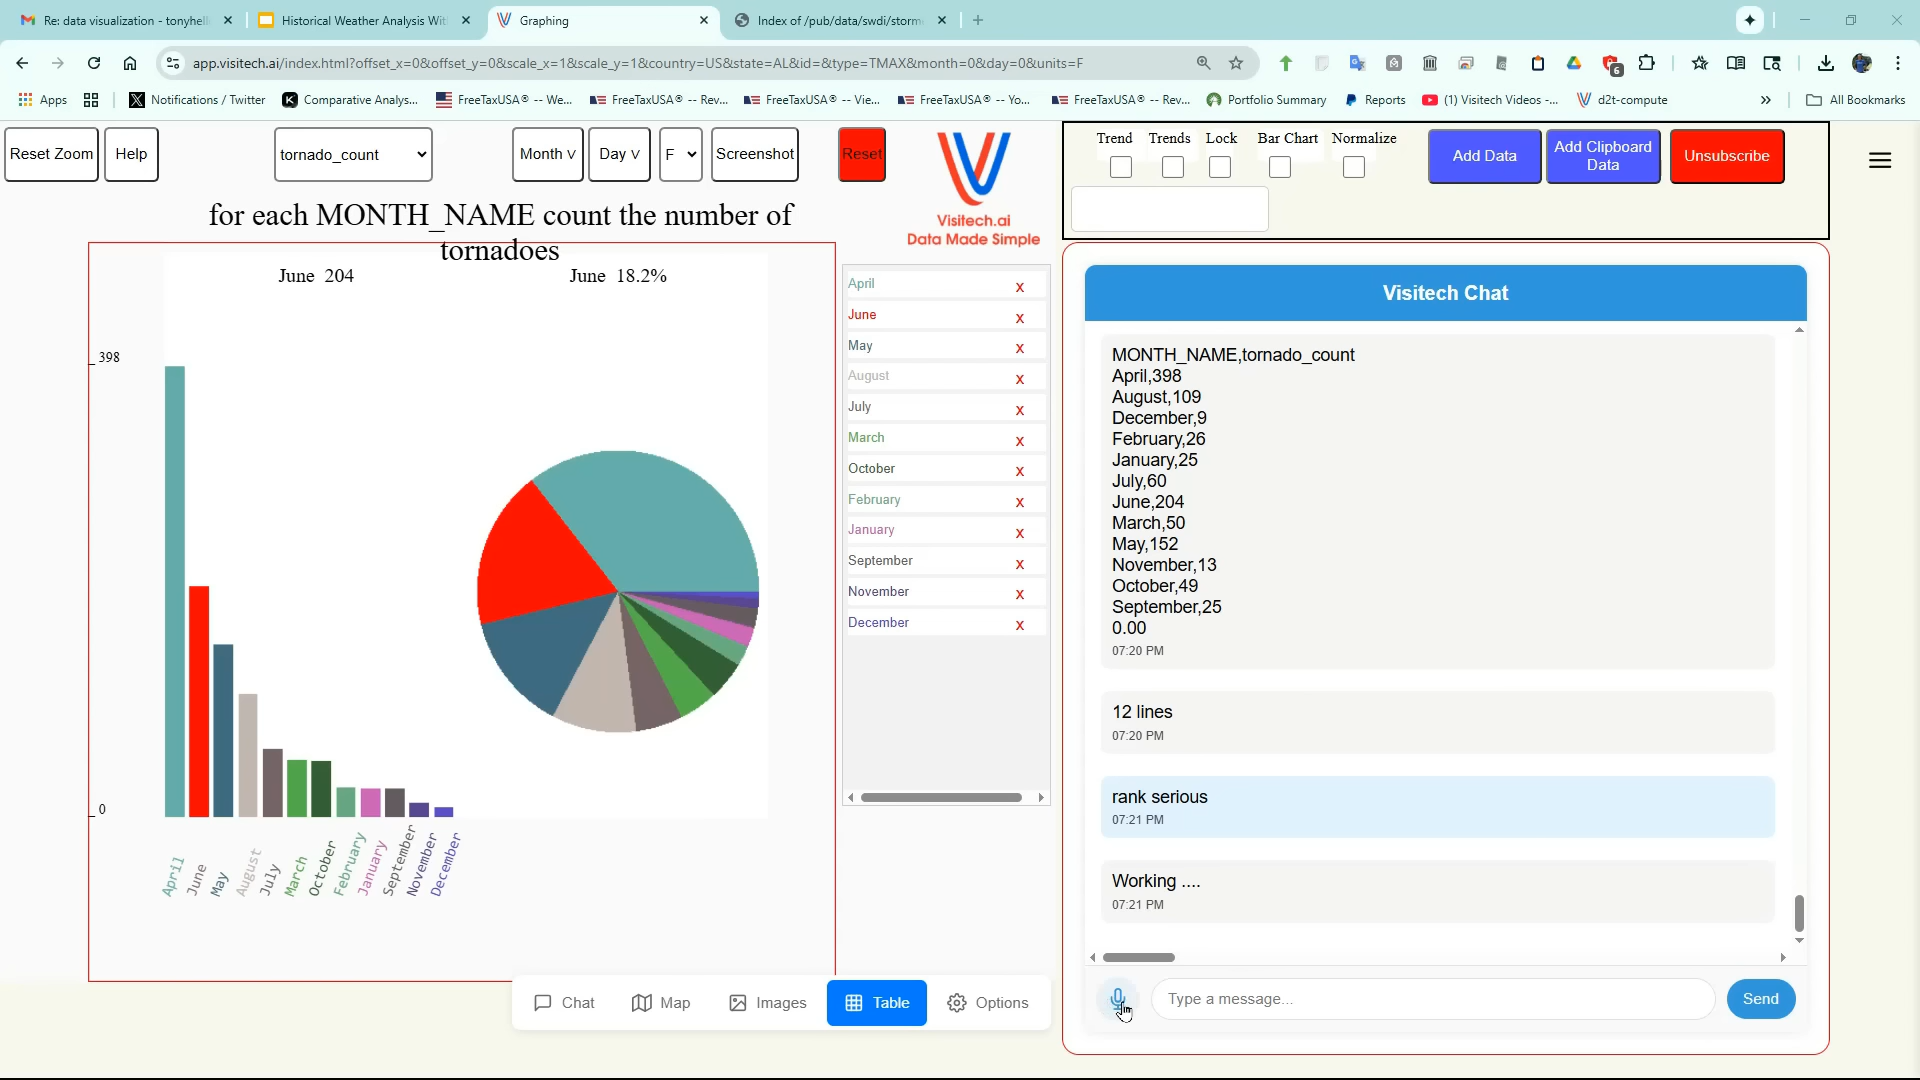 Re: data visualization - tonyhell
Historical Weather Analysis Wit
Graphing
Index of /pub/data/swdi/storm
app.visitech.ai/index.html?offset_x=0&offset_y=0&scale_x=1&scale_y=1&country=US&state=AL&id=&type=TMAX&month=0&day=0&units=F
6
Apps
Notifications / Twitter
Comparative Analys...
FreeTaxUSA® -- We...
FreeTaxUSA® -- Rev...
FreeTaxUSA® -- Vie...
FreeTaxUSA® -- Yo...
FreeTaxUSA® -- Rev...
Portfolio Summary
Reports
(1) Visitech Videos -...
d2t-compute
All Bookmarks
Reset Zoom
Help
tornado_count
Month V
Day V
F
Screenshot
Reset
Visitech.ai
Data Made Simple
Trend
Trends
Lock
Bar Chart
Normalize
Add Data
Add Clipboard
Data
Unsubscribe
for each MONTH_NAME count the number of
tornadoes
June 204
June 18.2%
398
0
April
June
May
August
July
March
October
February
January
September
November
December
April x
June x
May x
August x
July x
March x
October x
February x
January x
September x
November x
December x
Visitech Chat
MONTH_NAME,tornado_count
April,398
August,109
December,9
February,26
January,25
July,60
June,204
March,50
May,152
November,13
October,49
September,25
0.00
07:20 PM
12 lines
07:20 PM
rank serious
07:21 PM
Working ....
07:21 PM
Type a message...
Send
Chat
Map
Images
Table
Options